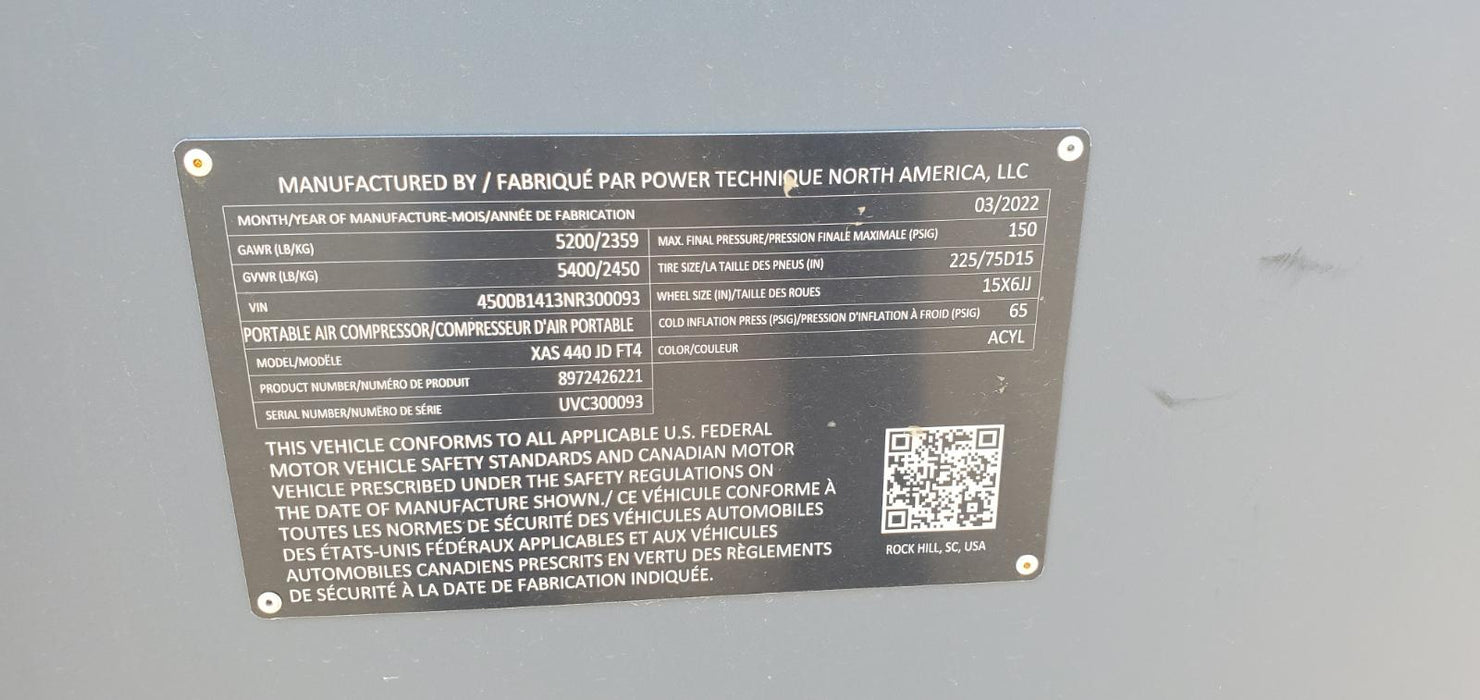 MANUFACTURED BY / FABRIQUÉ PAR POWER TECHNIQUE NORTH AMERICA, LLC
MONTH/YEAR OF MANUFACTURE-MOIS/ANNÉE DE FABRICATION 03/2022
GAWR (LB/KG) 5200/2359 MAX. FINAL PRESSURE/PRESSION FINALE MAXIMALE (PSIG) 150
GVWR (LB/KG) 5400/2450 TIRE SIZE/LA TAILLE DES PNEUS (IN) 225/75D15
VIN 4500B1413NR300093 WHEEL SIZE (IN)/TAILLE DES ROUES 15X6JJ
PORTABLE AIR COMPRESSOR/COMPRESSEUR D'AIR PORTABLE COLD INFLATION PRESS (PSIG)/PRESSION D'INFLATION À FROID (PSIG) 65
MODEL/MODÈLE XAS 440 JD FT4 COLOR/COULEUR ACYL
PRODUCT NUMBER/NUMÉRO DE PRODUIT 8972426221
SERIAL NUMBER/NUMÉRO DE SÉRIE UVC300093
THIS VEHICLE CONFORMS TO ALL APPLICABLE U.S. FEDERAL
MOTOR VEHICLE SAFETY STANDARDS AND CANADIAN MOTOR
VEHICLE PRESCRIBED UNDER THE SAFETY REGULATIONS ON
THE DATE OF MANUFACTURE SHOWN./ CE VÉHICULE CONFORME À
TOUTES LES NORMES DE SÉCURITÉ DES VÉHICULES AUTOMOBILES
DES ÉTATS-UNIS FÉDÉRAUX APPLICABLES ET AUX VÉHICULES
AUTOMOBILES CANADIENS PRESCRITS EN VERTU DES RÈGLEMENTS
DE SÉCURITÉ À LA DATE DE FABRICATION INDIQUÉE.
ROCK HILL, SC, USA